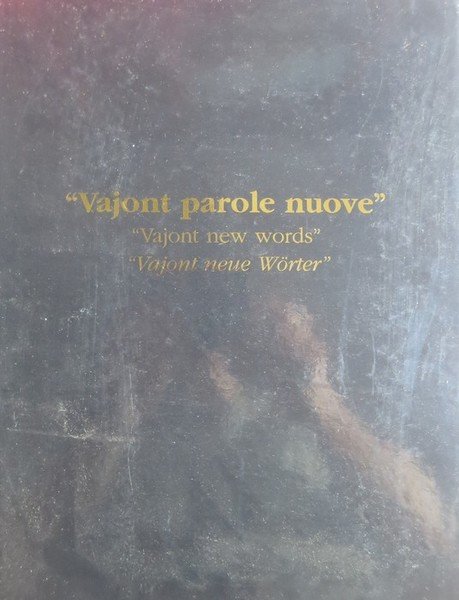 “Vajont parole nuove”
“Vajont new words”
“Vajont neue Wörter”